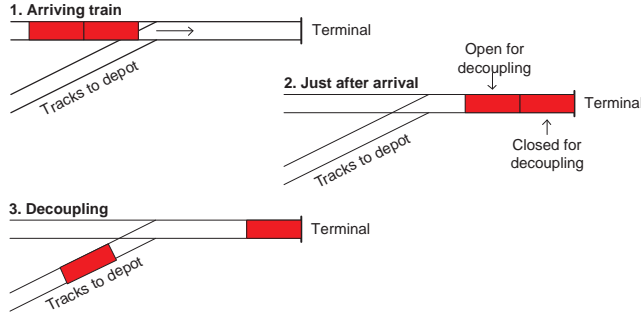 1. Arriving train
Terminal
Tracks to depot
Open for
decoupling
2. Just after arrival
Terminal
Closed for
decoupling
Tracks to depot
3. Decoupling
Terminal
Tracks to depot